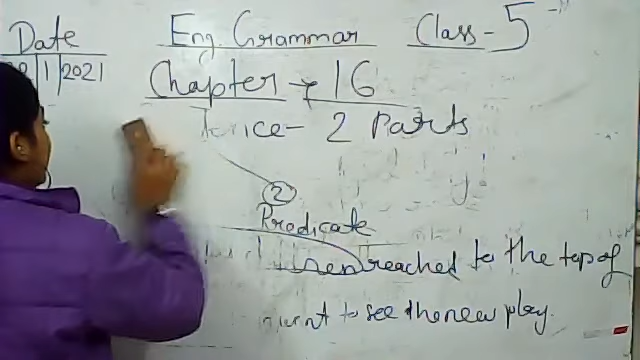 Date Eng. Grammar Class-5
1 2021
Chapter - 16
2 Parts
2
Predicate
reached to the top of
to see the new play.